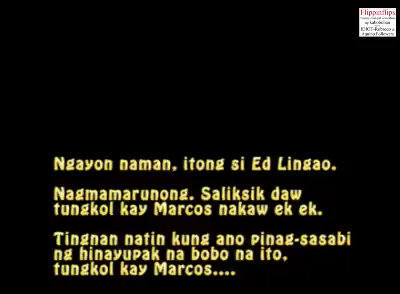 Flippinflips
Ngayon naman, itong si Ed Lingao.
Nagmamarunong. Saliksik daw
tungkol kay Marcos nakaw ek ek.
Tingnan natin kung ano pinag-sasabi
ng hinayupak na bobo na ito,
tungkol kay Marcos....